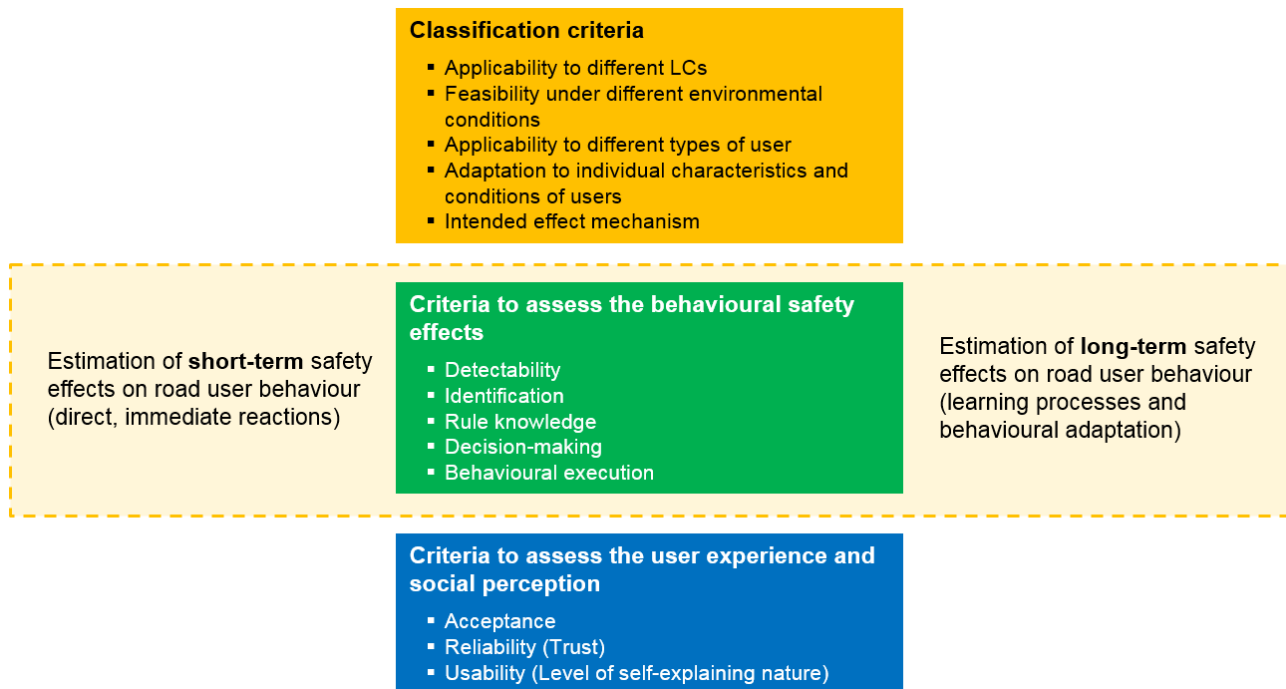 Classification criteria
▪ Applicability to different LCs
▪ Feasibility under different environmental
conditions
▪ Applicability to different types of user
▪ Adaptation to individual characteristics and
conditions of users
▪ Intended effect mechanism
Estimation of short-term safety
effects on road user behaviour
(direct, immediate reactions)
Criteria to assess the behavioural safety
effects
▪ Detectability
▪ Identification
▪ Rule knowledge
▪ Decision-making
▪ Behavioural execution
Estimation of long-term safety
effects on road user behaviour
(learning processes and
behavioural adaptation)
Criteria to assess the user experience and
social perception
▪ Acceptance
▪ Reliability (Trust)
▪ Usability (Level of self-explaining nature)